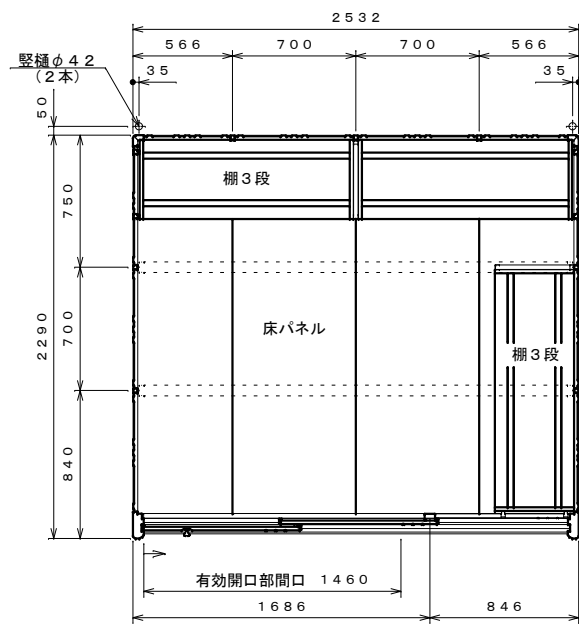 ２５３２
５６６　７００　７００　５６６
竪樋φ４２
（２本）
３５　３５
５０
棚３段
７５０
２２９０
７００
床パネル
棚３段
８４０
有効開口部間口　１４６０
１６８６　８４６